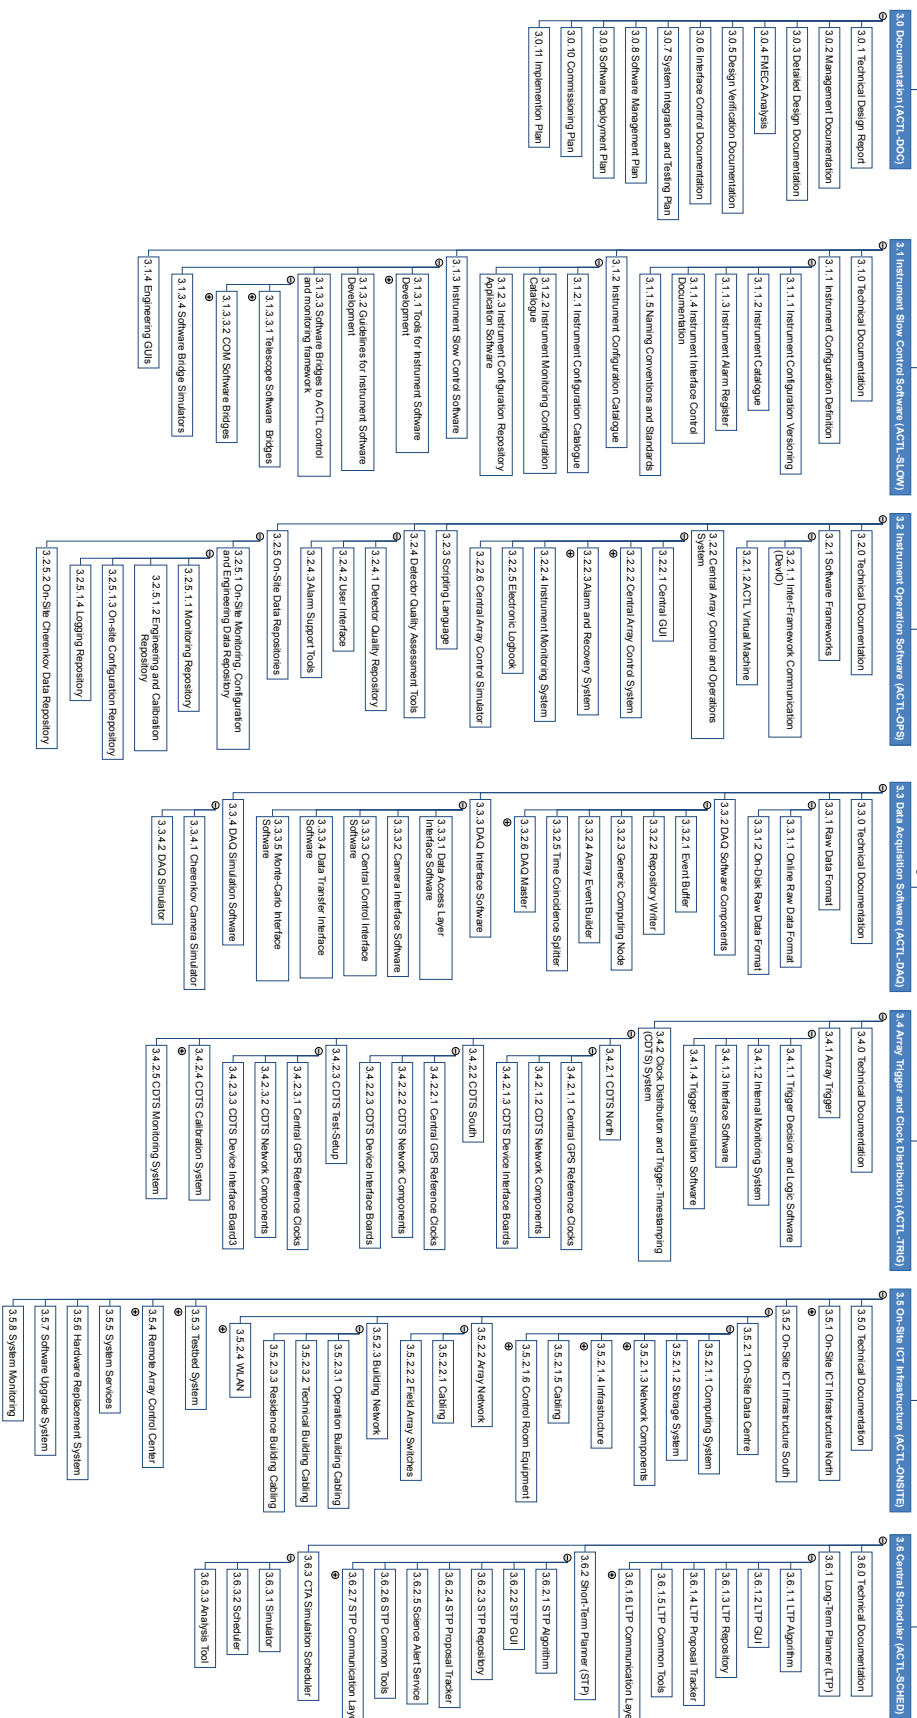 3.0 Documentation (ACTL-DOC)
3.0.1 Technical Design Report
3.0.2 Management Documentation
3.0.3 Detailed Design Documentation
3.0.4 FMECA Analysis
3.0.5 Design Verification Documentation
3.0.6 Interface Control Documentation
3.0.7 System Integration and Testing Plan
3.0.8 Software Management Plan
3.0.9 Software Deployment Plan
3.0.10 Commissioning Plan
3.0.11 Implemention Plan
3.1 Instrument Slow Control Software (ACTL-SLOW)
3.1.0 Technical Documentation
3.1.1 Instrument Configuration Definition
3.1.1.1 Instrument Configuration Versioning
3.1.1.2 Instrument Catalogue
3.1.1.3 Instrument Alarm Register
3.1.1.4 Instrument Interface Control
Documentation
3.1.1.5 Naming Conventions and Standards
3.1.2 Instrument Configuration Catalogue
3.1.2.1 Instrument Configuration Catalogue
3.1.2.2 Instrument Monitoring Configuration
Catalogue
3.1.2.3 Instrument Configuration Repository
Application Software
3.1.3 Instrument Slow Control Software
3.1.3.1 Tools for Instrument Software
Development
3.1.3.2 Guidelines for Instrument Software
Development
3.1.3.3 Software Bridges to ACTL control
and monitoring framework
3.1.3.3.1 Telescope Software Bridges
3.1.3.3.2 COM Software Bridges
3.1.3.4 Software Bridge Simulators
3.1.4 Engineering GUIs
3.2 Instrument Operation Software (ACTL-OPS)
3.2.0 Technical Documentation
3.2.1 Software Frameworks
3.2.1.1 Inter-Framework Communication
(DevIO)
3.2.1.2 ACTL Virtual Machine
3.2.2 Central Array Control and Operations
System
3.2.2.1 Central GUI
3.2.2.2 Central Array Control System
3.2.2.3 Alarm and Recovery System
3.2.2.4 Instrument Monitoring System
3.2.2.5 Electronic Logbook
3.2.2.6 Central Array Control Simulator
3.2.3 Scripting Language
3.2.4 Detector Quality Assessment Tools
3.2.4.1 Detector Quality Repository
3.2.4.2 User Interface
3.2.4.3 Alarm Support Tools
3.2.5 On-Site Data Repositories
3.2.5.1 On-Site Monitoring, Configuration
and Engineering Data Repository
3.2.5.1.1 Monitoring Repository
3.2.5.1.2 Engineering and Calibration
Repository
3.2.5.1.3 On-site Configuration Repository
3.2.5.1.4 Logging Repository
3.2.5.2 On-Site Cherenkov Data Repository
3.3 Data Acquisition Software (ACTL-DAQ)
3.3.0 Technical Documentation
3.3.1 Raw Data Format
3.3.1.1 Online Raw Data Format
3.3.1.2 On-Disk Raw Data Format
3.3.2 DAQ Software Components
3.3.2.1 Event Buffer
3.3.2.2 Repository Writer
3.3.2.3 Generic Computing Node
3.3.2.4 Array Event Builder
3.3.2.5 Time Coincidence Splitter
3.3.2.6 DAQ Master
3.3.3 DAQ Interface Software
3.3.3.1 Data Access Layer
Interface Software
3.3.3.2 Camera Interface Software
3.3.3.3 Central Control Interface
Software
3.3.3.4 Data Transfer Interface
Software
3.3.3.5 Monte-Carlo Interface
Software
3.3.4 DAQ Simulation Software
3.3.4.1 Cherenkov Camera Simulator
3.3.4.2 DAQ Simulator
3.4 Array Trigger and Clock Distribution (ACTL-TRIG)
3.4.0 Technical Documentation
3.4.1 Array Trigger
3.4.1.1 Trigger Decision and Logic Software
3.4.1.2 Internal Monitoring System
3.4.1.3 Interface Software
3.4.1.4 Trigger Simulation Software
3.4.2 Clock Distribution and Trigger-Timestamping
(CDTS) System
3.4.2.1 CDTS North
3.4.2.1.1 Central GPS Reference Clocks
3.4.2.1.2 CDTS Network Components
3.4.2.1.3 CDTS Device Interface Boards
3.4.2.2 CDTS South
3.4.2.2.1 Central GPS Reference Clocks
3.4.2.2.2 CDTS Network Components
3.4.2.2.3 CDTS Device Interface Boards
3.4.2.3 CDTS Test-Setup
3.4.2.3.1 Central GPS Reference Clocks
3.4.2.3.2 CDTS Network Components
3.4.2.3.3 CDTS Device Interface Board3
3.4.2.4 CDTS Calibration System
3.4.2.5 CDTS Monitoring System
3.5 On-Site ICT Infrastructure (ACTL-ONSITE)
3.5.0 Technical Documentation
3.5.1 On-Site ICT Infrastructure North
3.5.2 On-Site ICT Infrastructure South
3.5.2.1 On-Site Data Centre
3.5.2.1.1 Computing System
3.5.2.1.2 Storage System
3.5.2.1.3 Network Components
3.5.2.1.4 Infrastructure
3.5.2.1.5 Cabling
3.5.2.1.6 Control Room Equipment
3.5.2.2 Array Network
3.5.2.2.1 Cabling
3.5.2.2.2 Field Array Switches
3.5.2.3 Building Network
3.5.2.3.1 Operation Building Cabling
3.5.2.3.2 Technical Building Cabling
3.5.2.3.3 Residence Building Cabling
3.5.2.4 WLAN
3.5.3 Testbed System
3.5.4 Remote Array Control Center
3.5.5 System Services
3.5.6 Hardware Replacement System
3.5.7 Software Upgrade System
3.5.8 System Monitoring
3.6 Central Scheduler (ACTL-SCHED)
3.6.0 Technical Documentation
3.6.1 Long-Term Planner (LTP)
3.6.1.1 LTP Algorithm
3.6.1.2 LTP GUI
3.6.1.3 LTP Repository
3.6.1.4 LTP Proposal Tracker
3.6.1.5 LTP Common Tools
3.6.1.6 LTP Communication Laye
3.6.2 Short-Term Planner (STP)
3.6.2.1 STP Algorithm
3.6.2.2 STP GUI
3.6.2.3 STP Repository
3.6.2.4 STP Proposal Tracker
3.6.2.5 Science Alert Service
3.6.2.6 STP Common Tools
3.6.2.7 STP Communication Laye
3.6.3 CTA Simulation Scheduler
3.6.3.1 Simulator
3.6.3.2 Scheduler
3.6.3.3 Analysis Tool